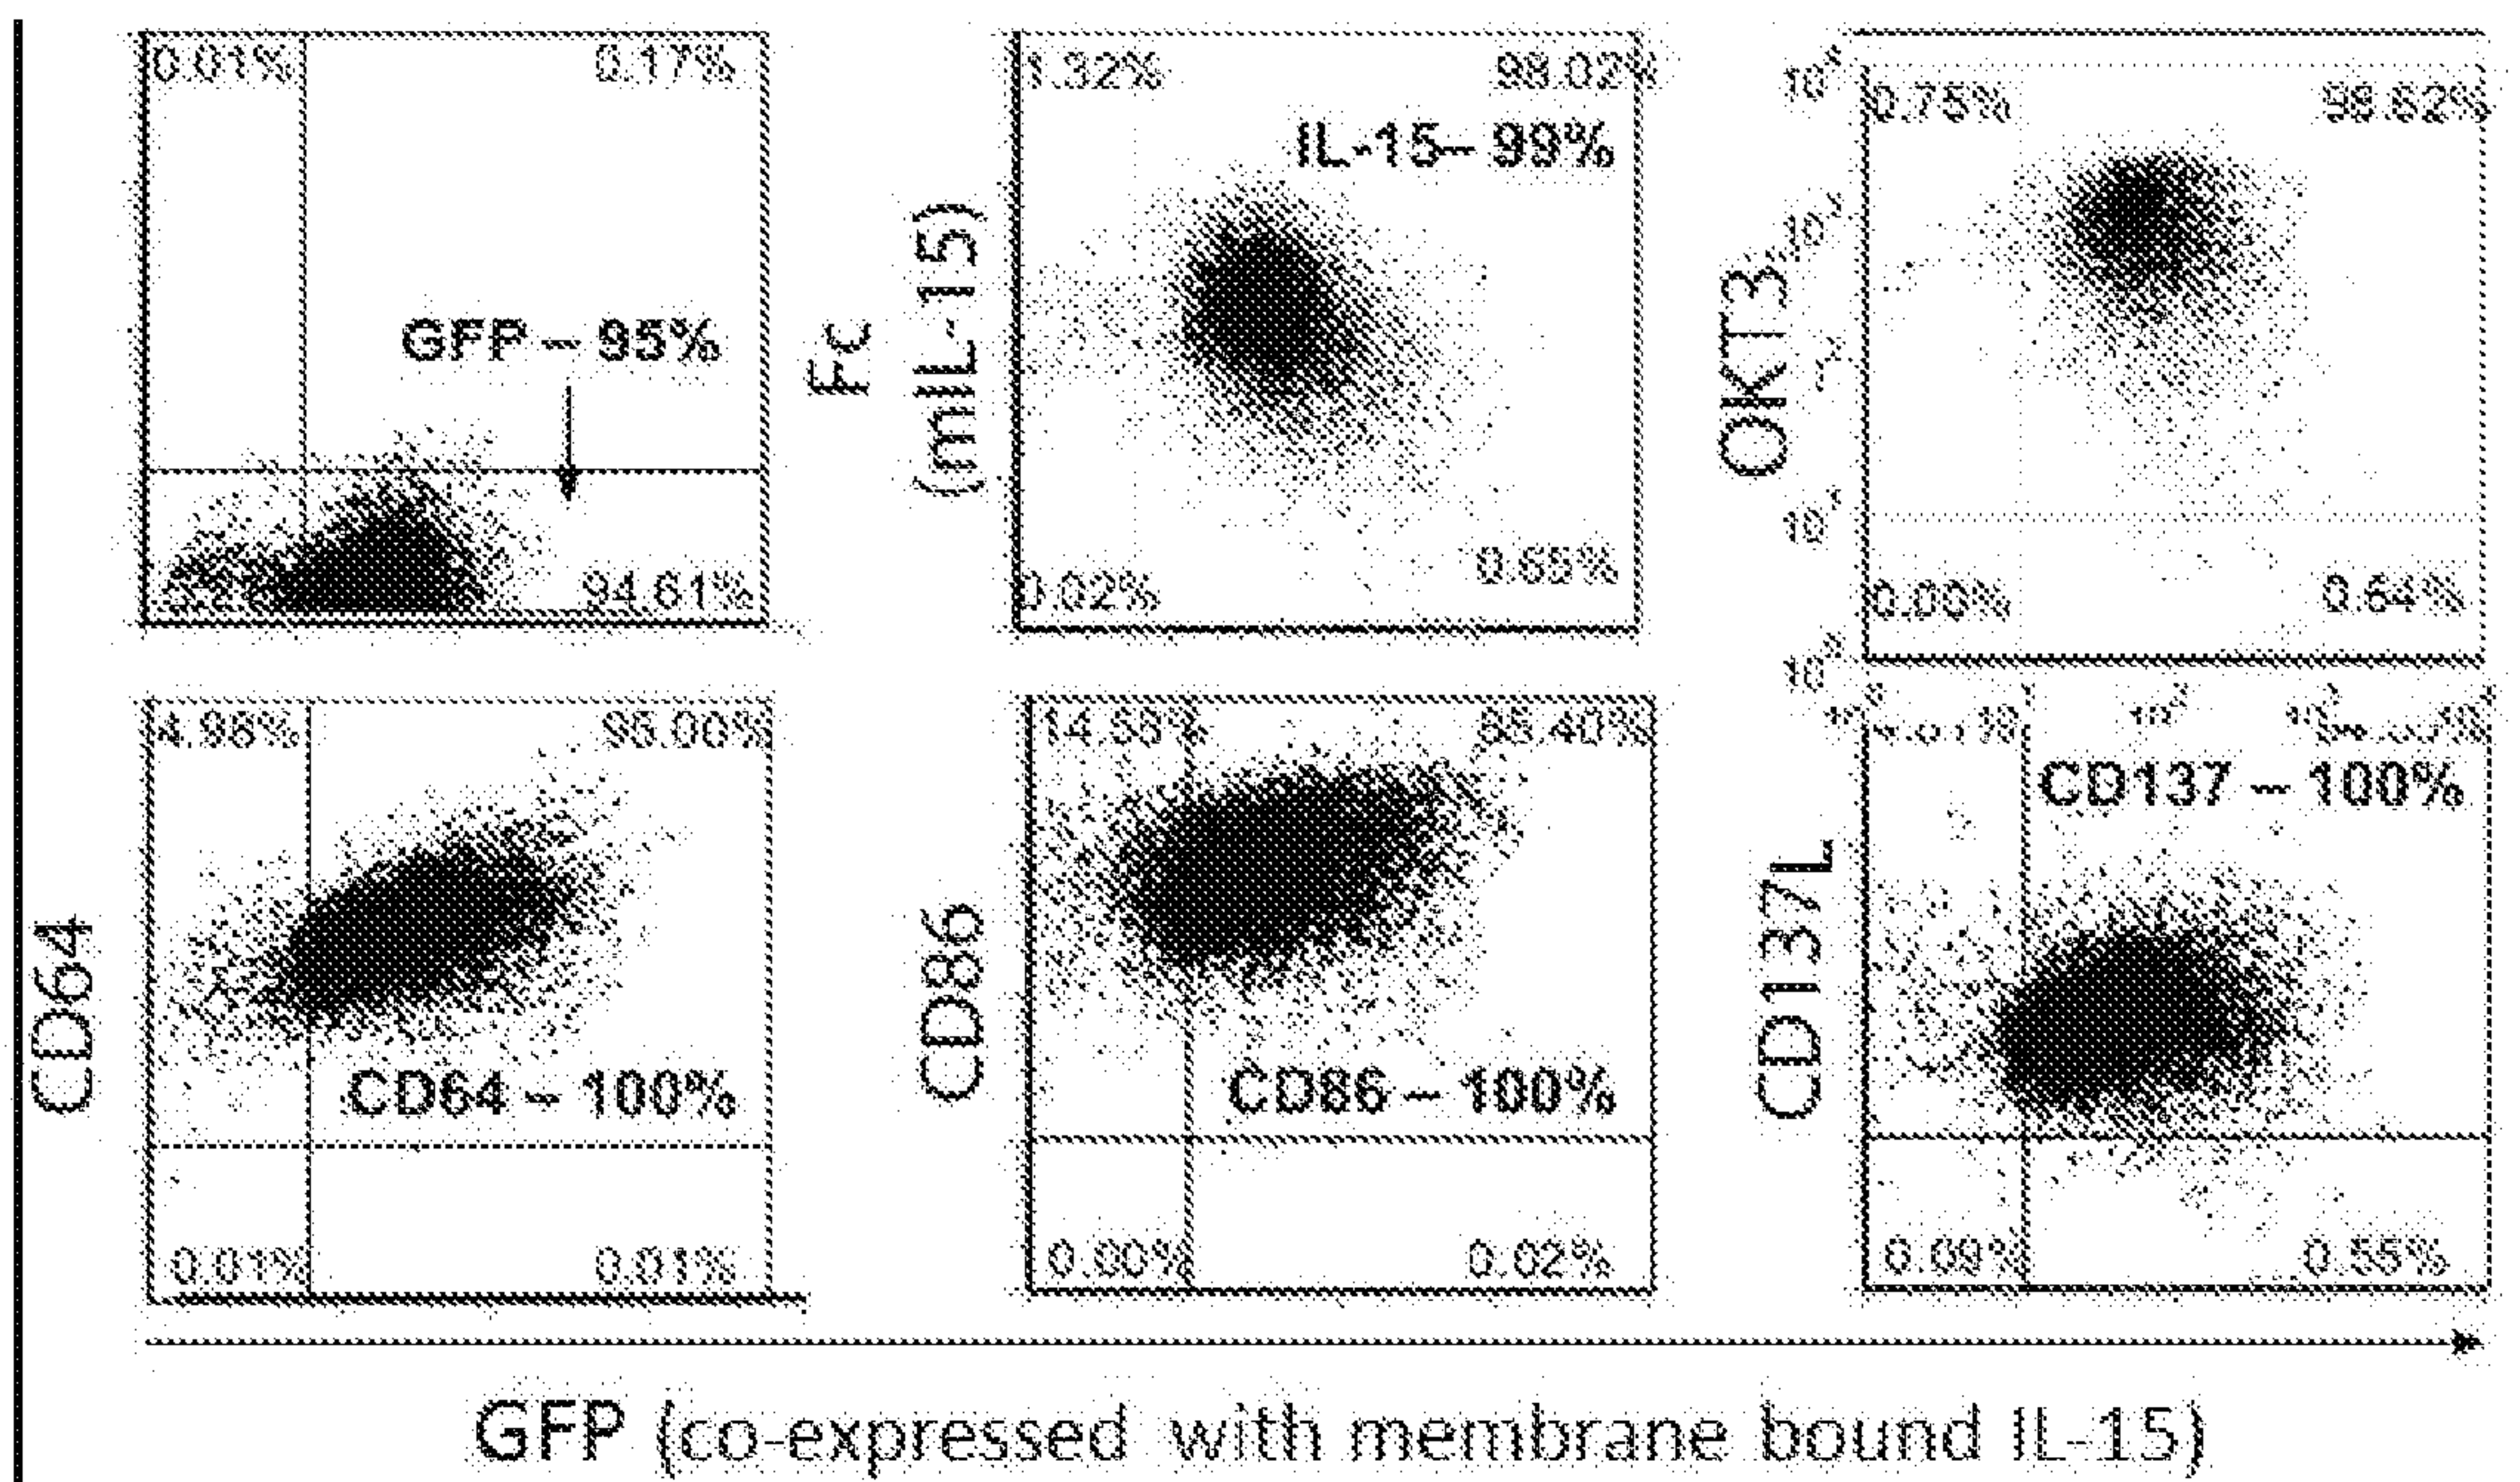 0.01% 0.17%
GFP – 95%
94.61%
Fc
(mIL-15)
1.32% 98.02%
IL-15– 99%
0.02% 0.65%
OKT3
0.75% 98.62%
0.00% 0.64%
CD64
4.98% 95.00%
CD64 – 100%
0.01% 0.01%
CD86
14.58% 85.40%
CD86 – 100%
0.00% 0.02%
CD137L
CD137 – 100%
0.09% 0.55%
GFP (co-expressed with membrane bound IL-15)